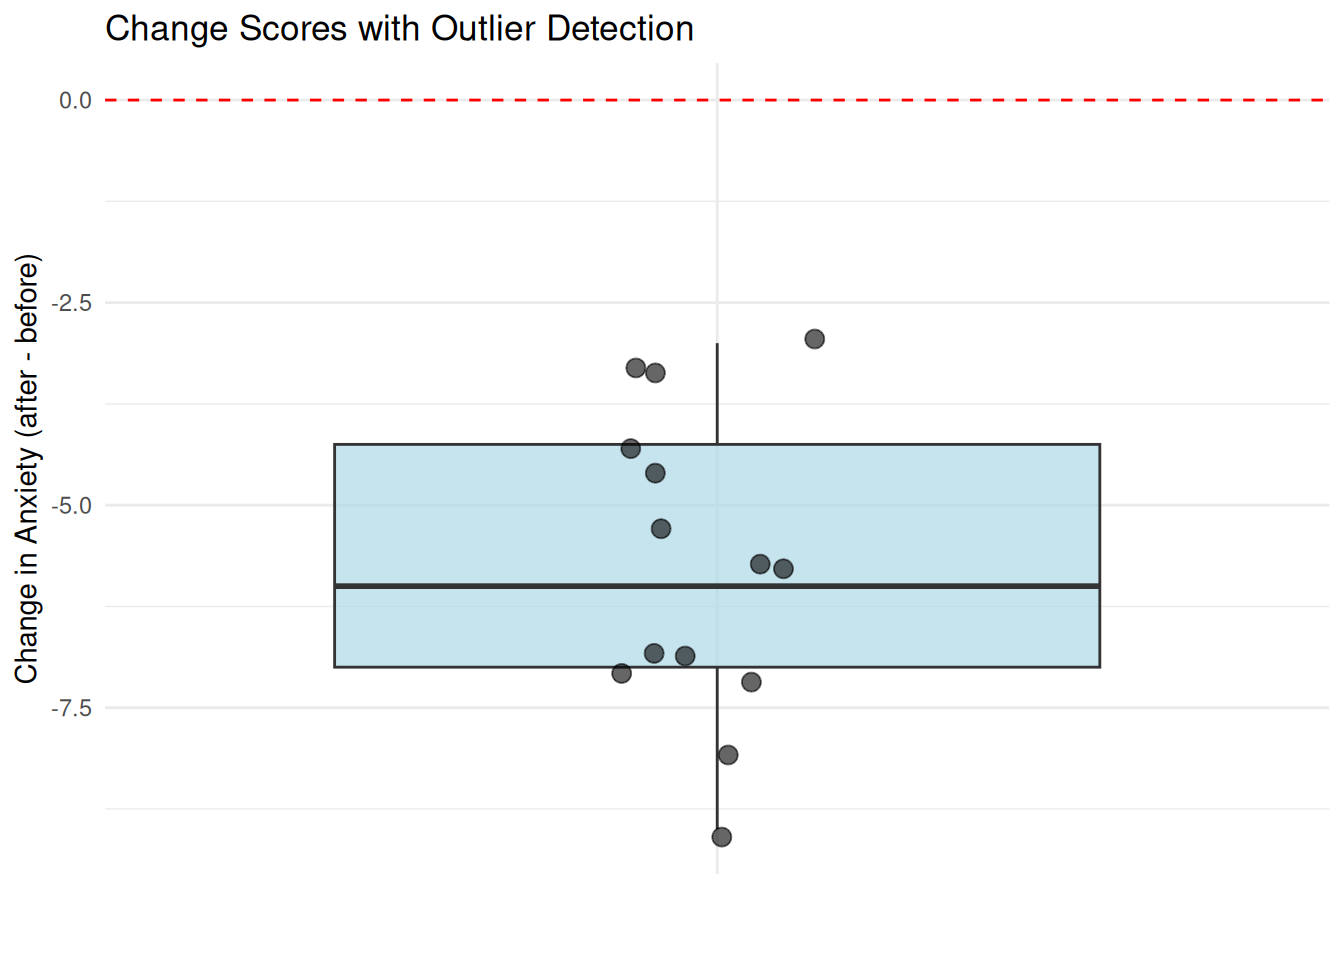 Change Scores with Outlier Detection
0.0
-2.5
-5.0
-7.5
Change in Anxiety (after - before)